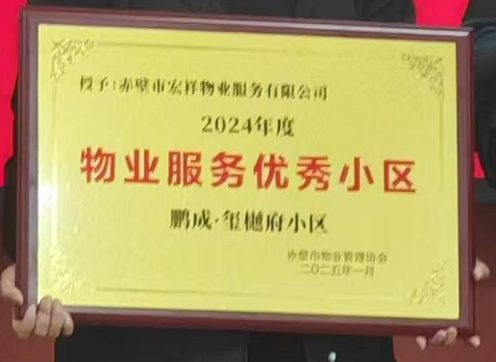 授予:赤壁市宏祥物业服务有限公司
2024年度
物业服务优秀小区
鹏成·玺樾府小区
赤壁市物业管理协会
二〇二五年一月